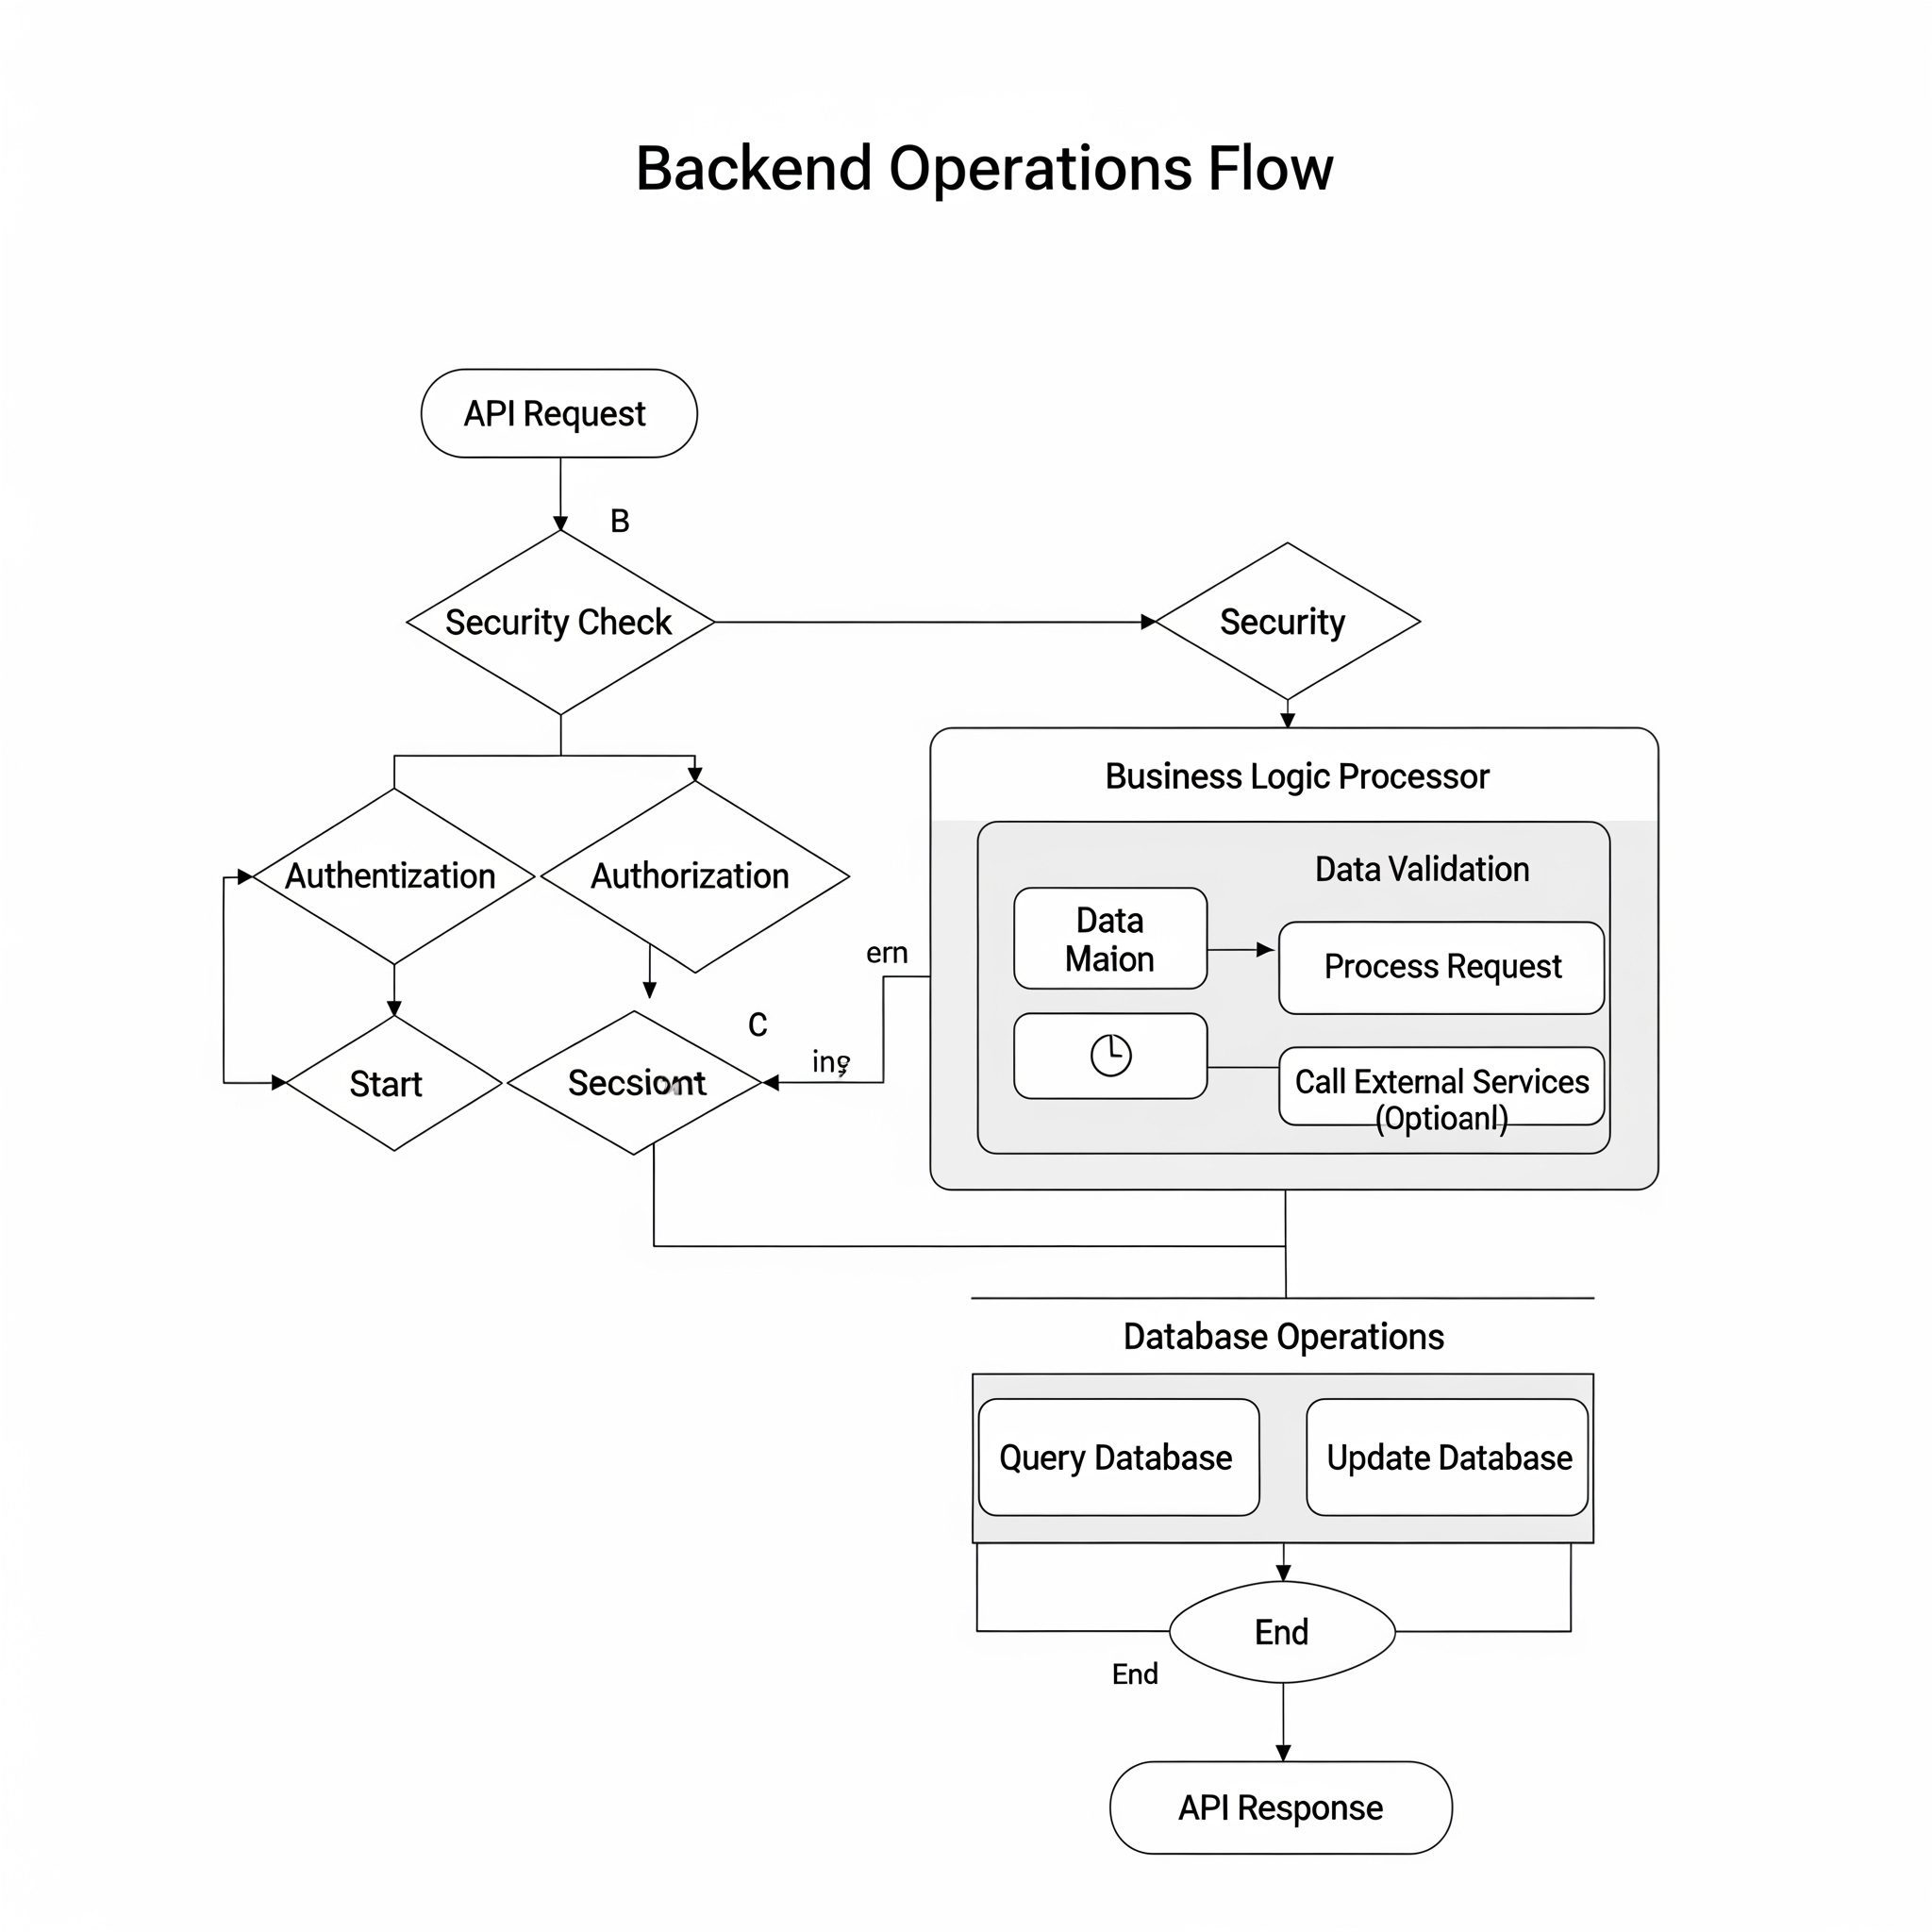 Backend Operations Flow
API Request
B
Security Check
Security
Business Logic Processor
Authentization
Authorization
Data Validation
Data
Maion
Process Request
ern
C
ing
Start
Call External Services
(Optioanl)
Database Operations
Query Database
Update Database
End
End
API Response